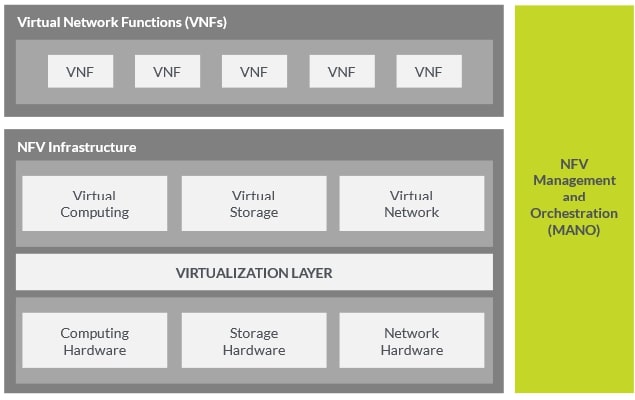 Virtual Network Functions (VNFs)
VNF VNF VNF VNF VNF
NFV Infrastructure
Virtual
Computing
Virtual
Storage
Virtual
Network
VIRTUALIZATION LAYER
Computing
Hardware
Storage
Hardware
Network
Hardware
NFV
Management
and
Orchestration
(MANO)